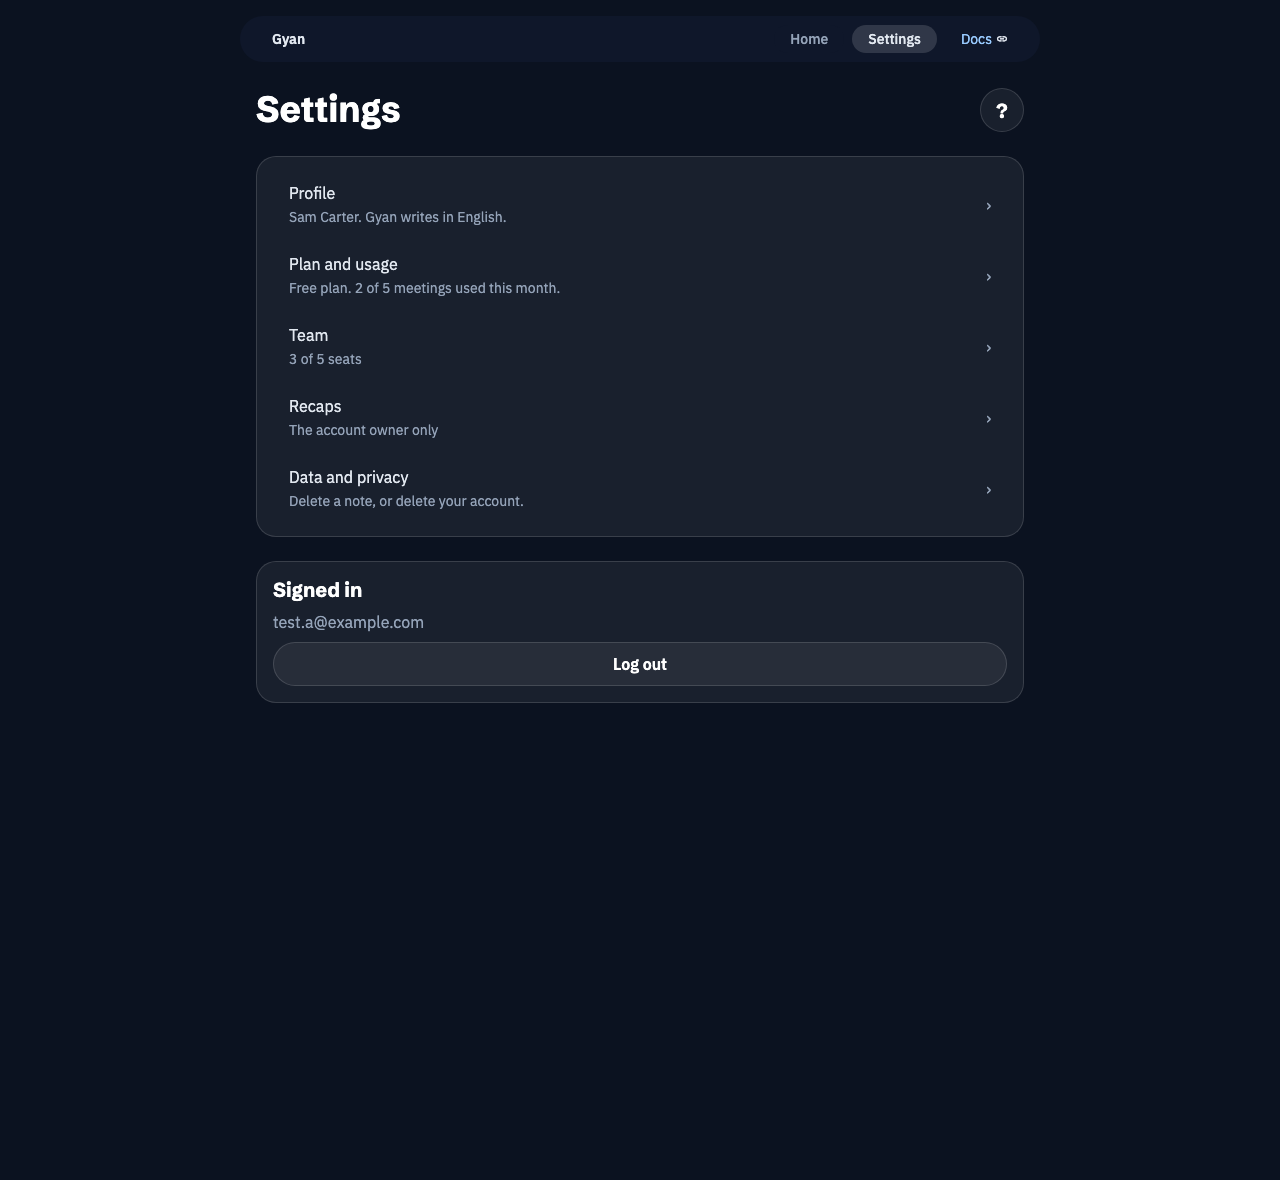 Gyan
Home
Settings
Docs
Settings
?
Profile
Sam Carter. Gyan writes in English.
Plan and usage
Free plan. 2 of 5 meetings used this month.
Team
3 of 5 seats
Recaps
The account owner only
Data and privacy
Delete a note, or delete your account.
Signed in
test.a@example.com
Log out